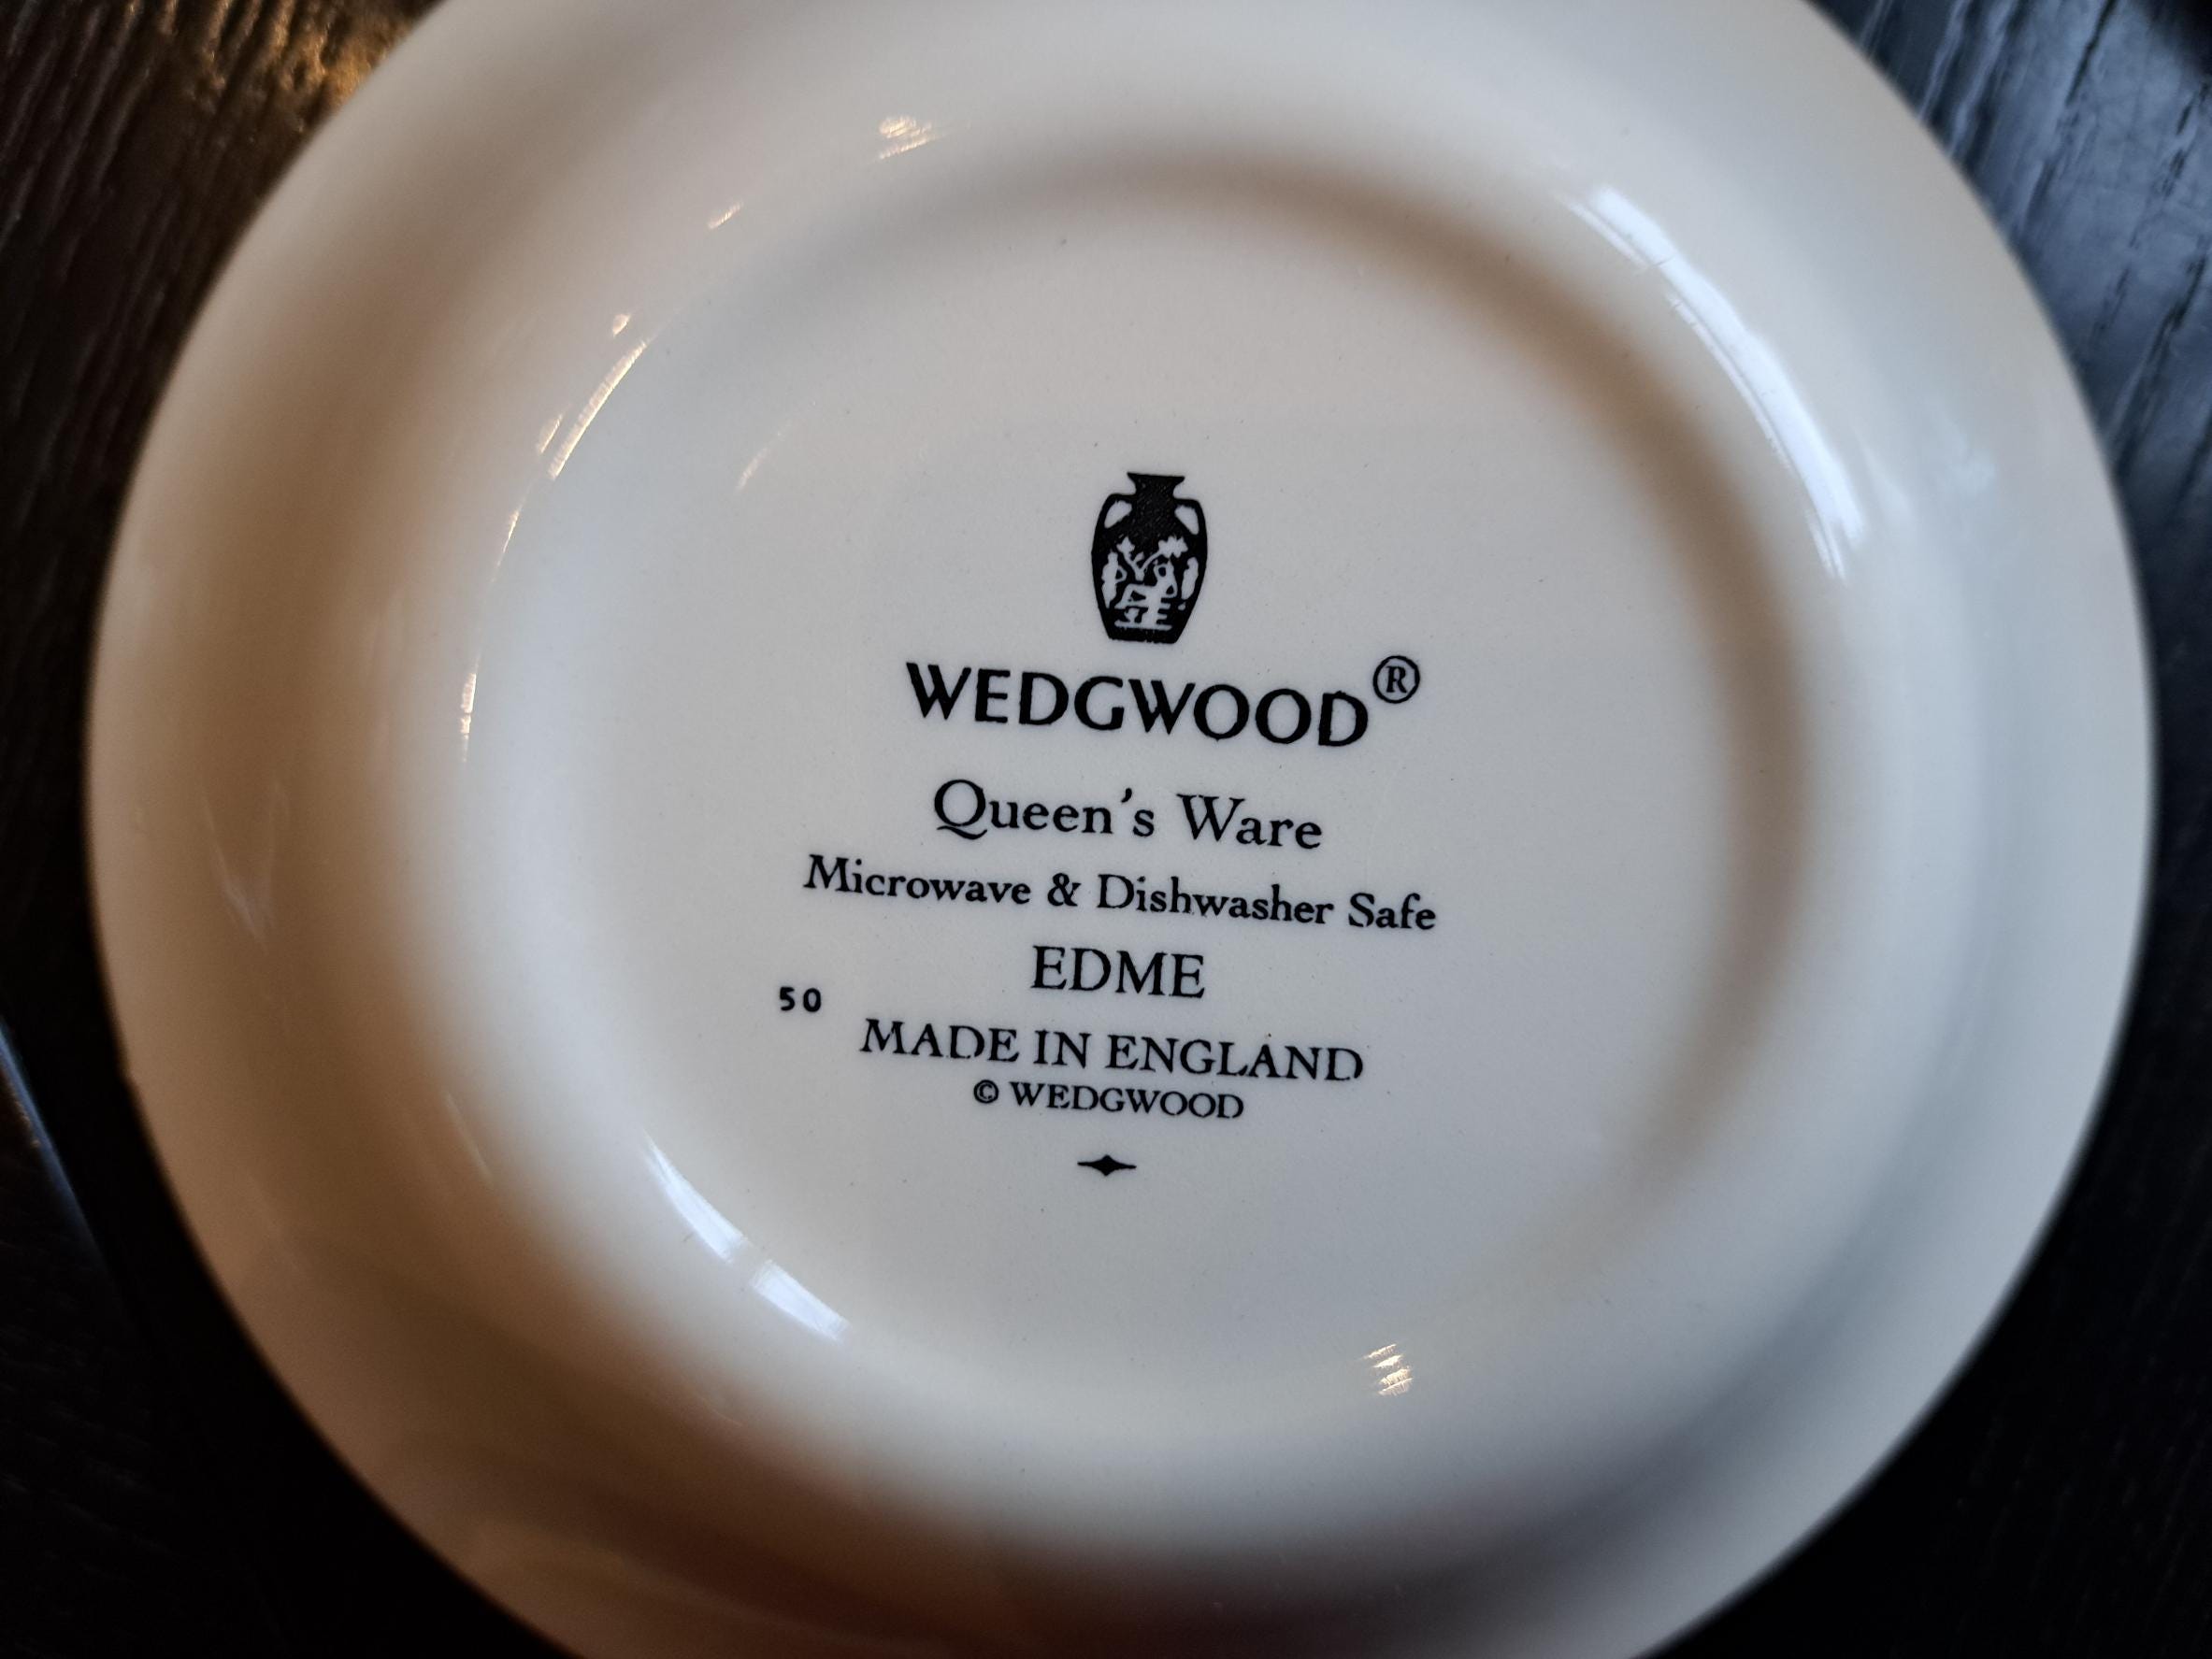 WEDGWOOD®
Queen's Ware
Microwave & Dishwasher Safe
EDME
50
MADE IN ENGLAND
© WEDGWOOD